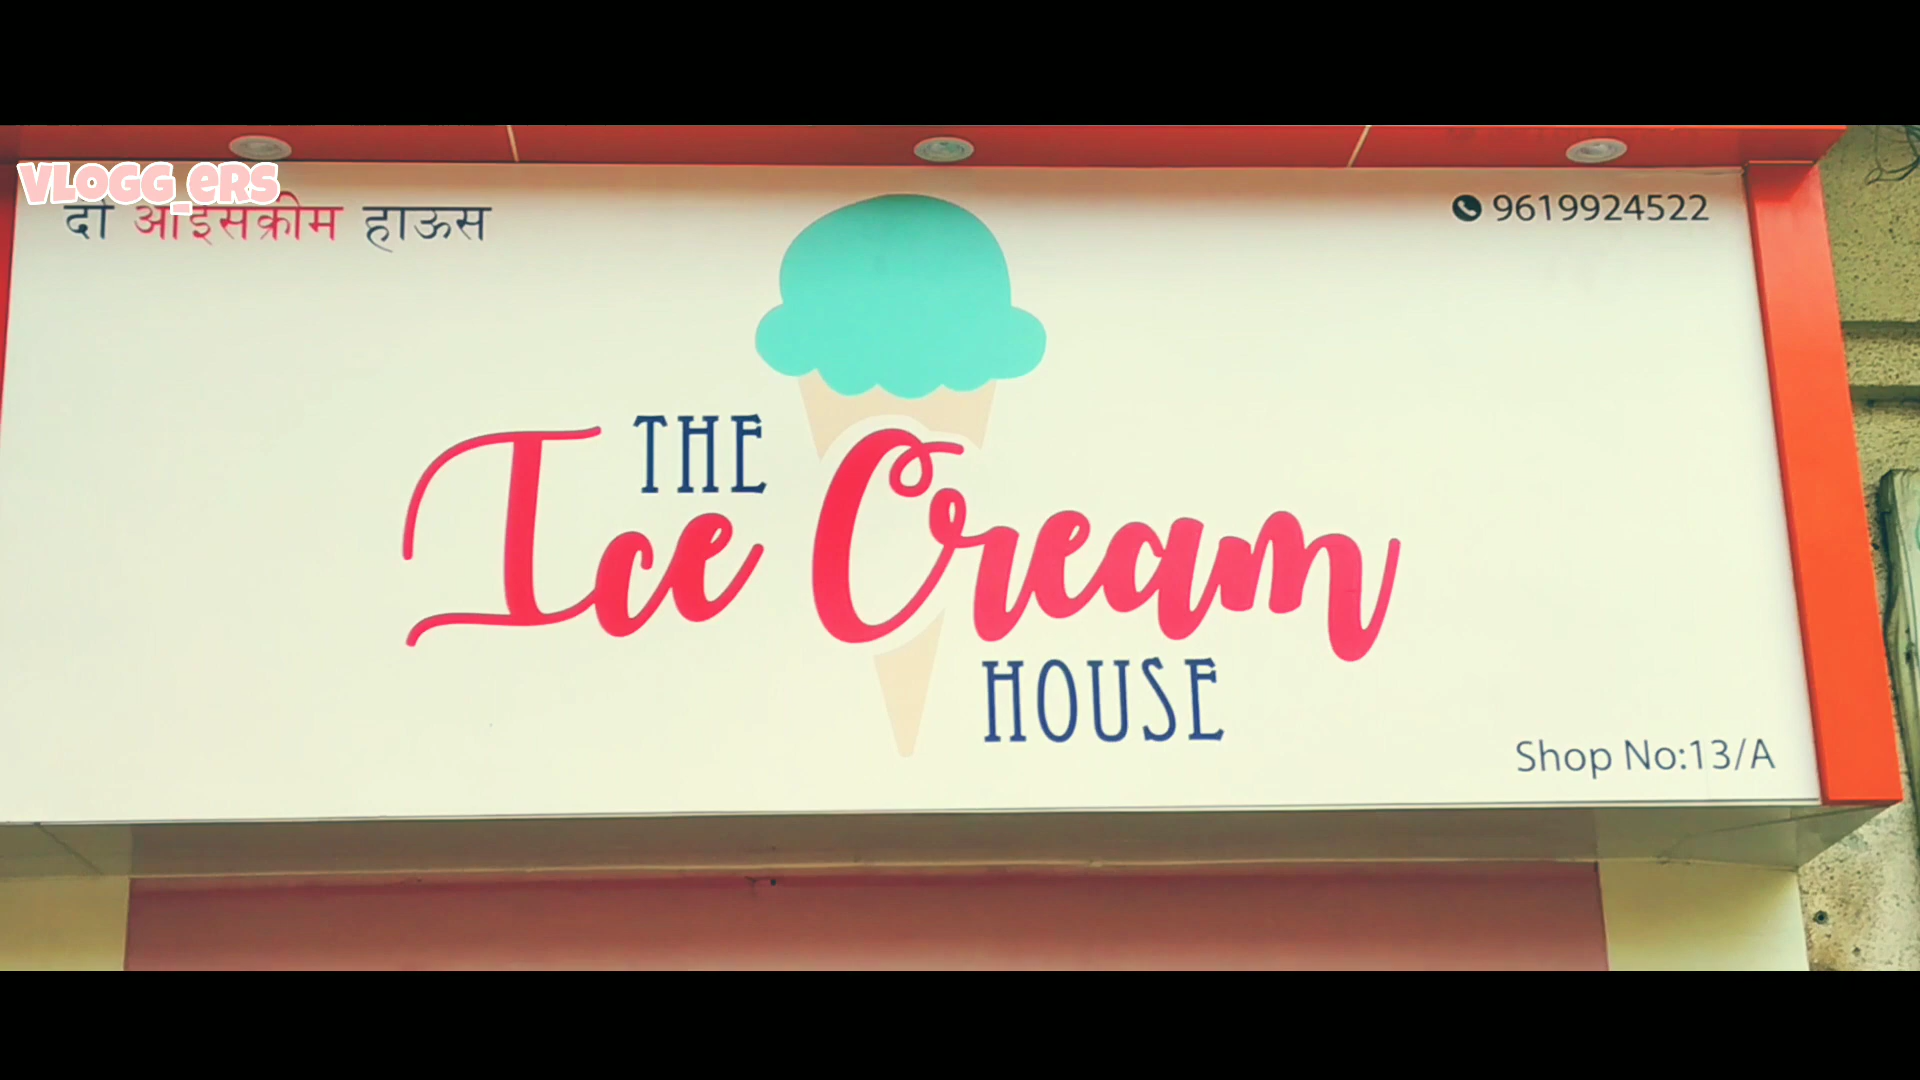 VLOGG_ERS
दी आईसक्रीम हाऊस
9619924522
THE
Ice Cream
HOUSE
Shop No:13/A